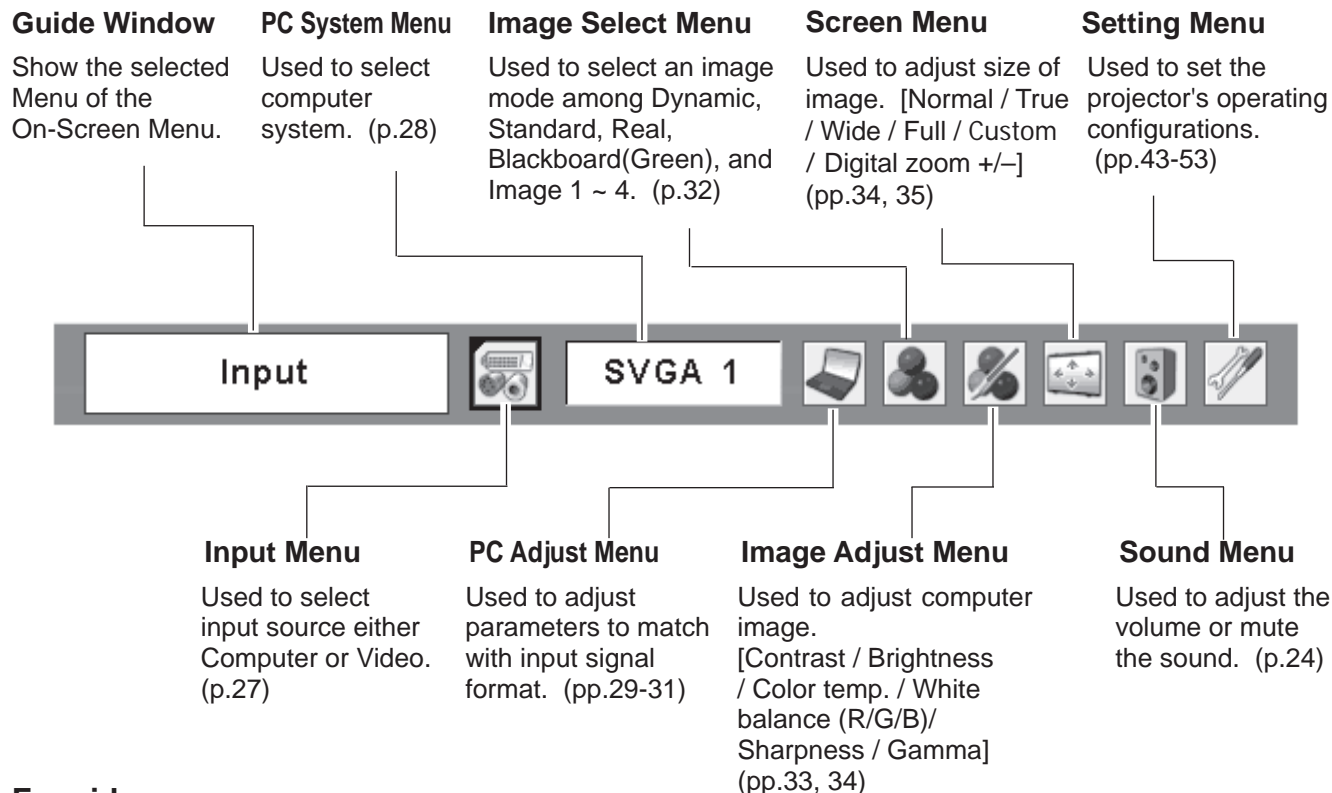 Guide Window
Show the selected
Menu of the
On-Screen Menu.
PC System Menu
Used to select
computer
system. (p.28)
Image Select Menu
Used to select an image
mode among Dynamic,
Standard, Real,
Blackboard(Green), and
Image 1 ~ 4. (p.32)
Screen Menu
Used to adjust size of
image. [Normal / True
/ Wide / Full / Custom
/ Digital zoom +/–]
(pp.34, 35)
Setting Menu
Used to set the
projector's operating
configurations.
(pp.43-53)
Input
SVGA 1
Input Menu
Used to select
input source either
Computer or Video.
(p.27)
PC Adjust Menu
Used to adjust
parameters to match
with input signal
format. (pp.29-31)
Image Adjust Menu
Used to adjust computer
image.
[Contrast / Brightness
/ Color temp. / White
balance (R/G/B)/
Sharpness / Gamma]
(pp.33, 34)
Sound Menu
Used to adjust the
volume or mute
the sound. (p.24)